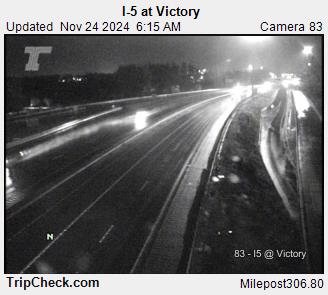 I-5 at Victory
Updated Nov 24 2024 6:15 AM Camera 83
T
N
83 - I5 @ Victory
TripCheck.com Milepost306.80